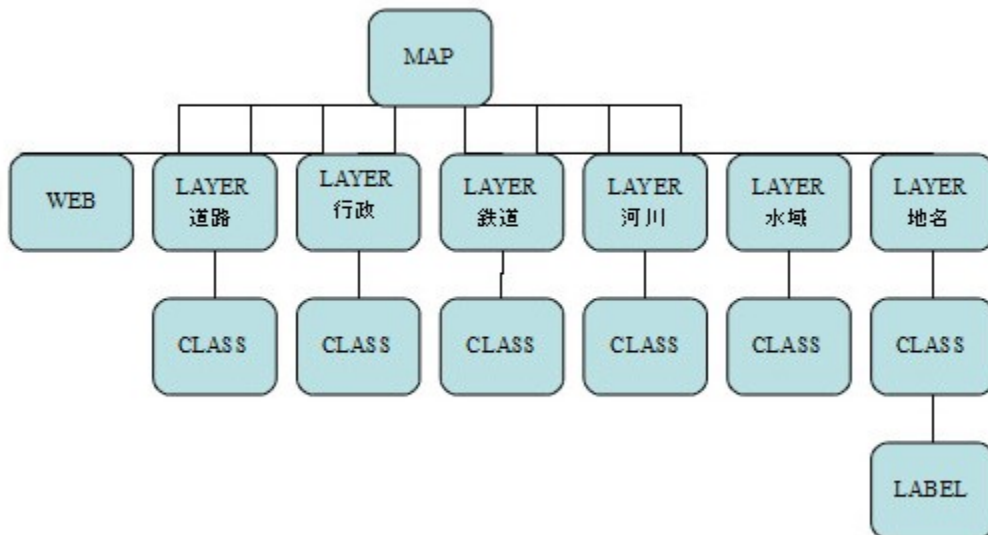 MAP
WEB
LAYER
道路
LAYER
行政
LAYER
鉄道
LAYER
河川
LAYER
水域
LAYER
地名
CLASS
CLASS
CLASS
CLASS
CLASS
CLASS
LABEL